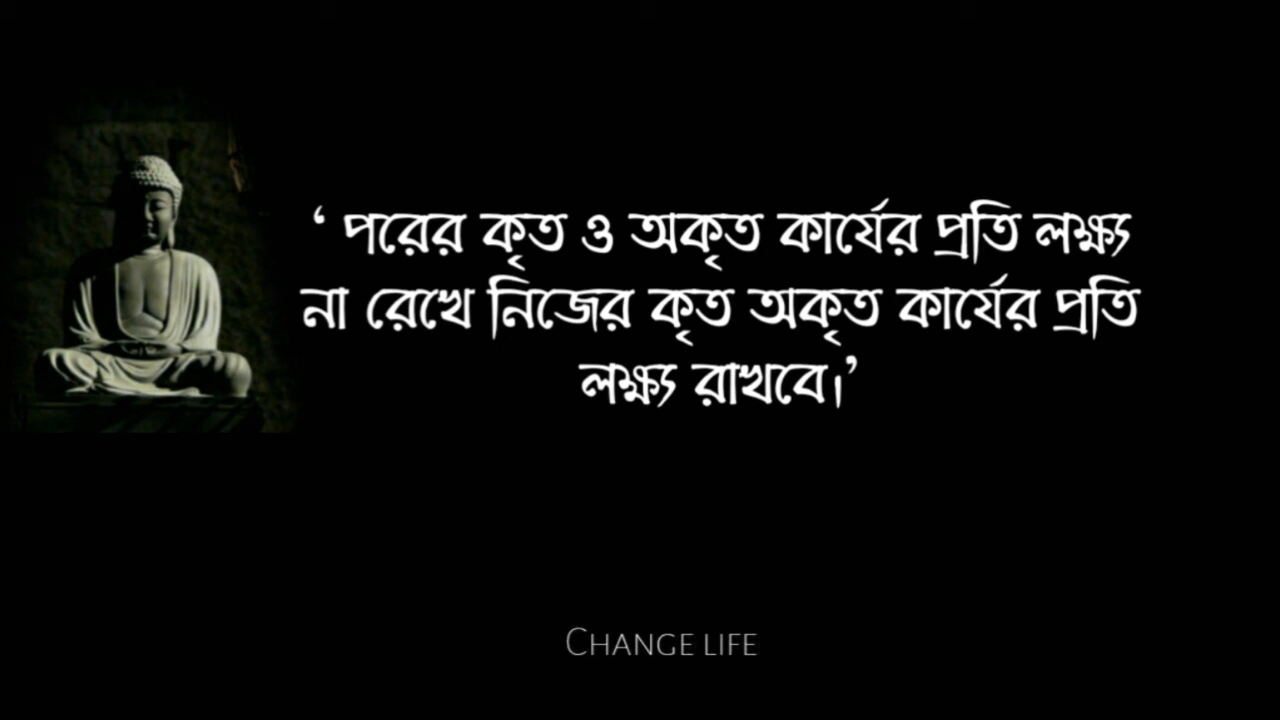 ‘ পরের কৃত ও অকৃত কার্যের প্রতি লক্ষ্য
না রেখে নিজের কৃত অকৃত কার্যের প্রতি
লক্ষ্য রাখবে।’
CHANGE LIFE